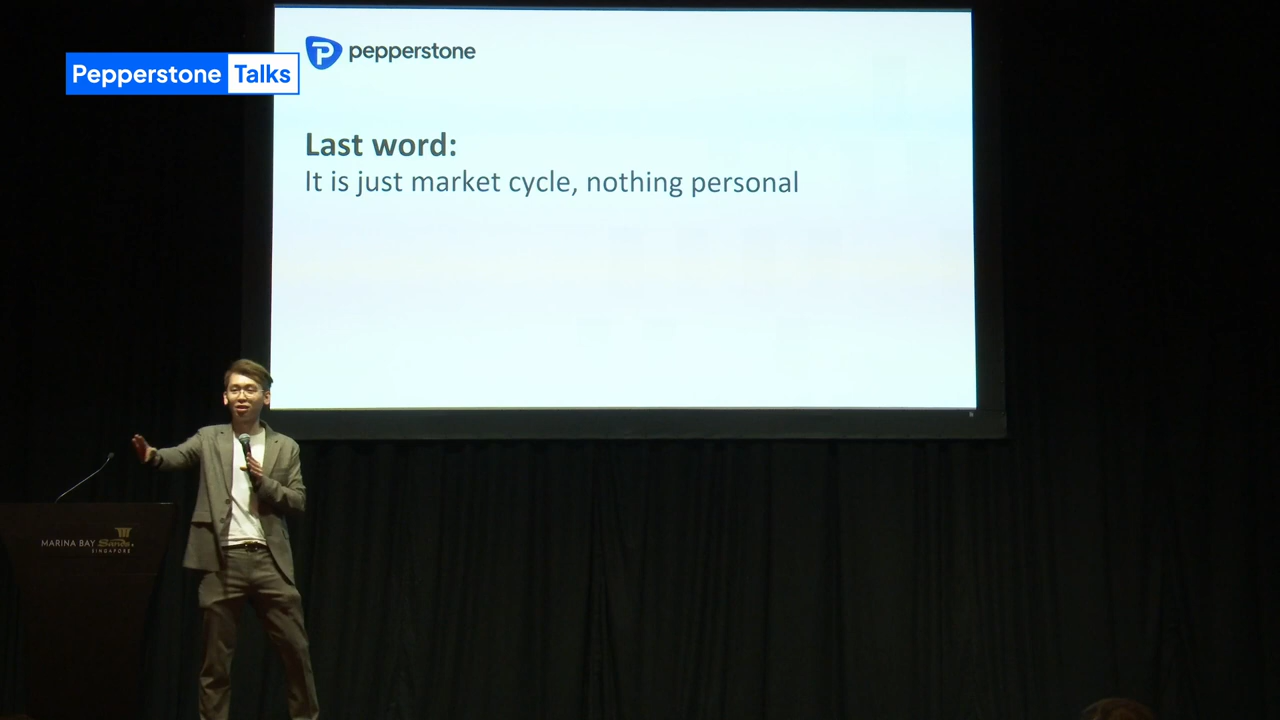 Pepperstone Talks
pepperstone
Last word:
It is just market cycle, nothing personal
MARINA BAY Sands.
SINGAPORE